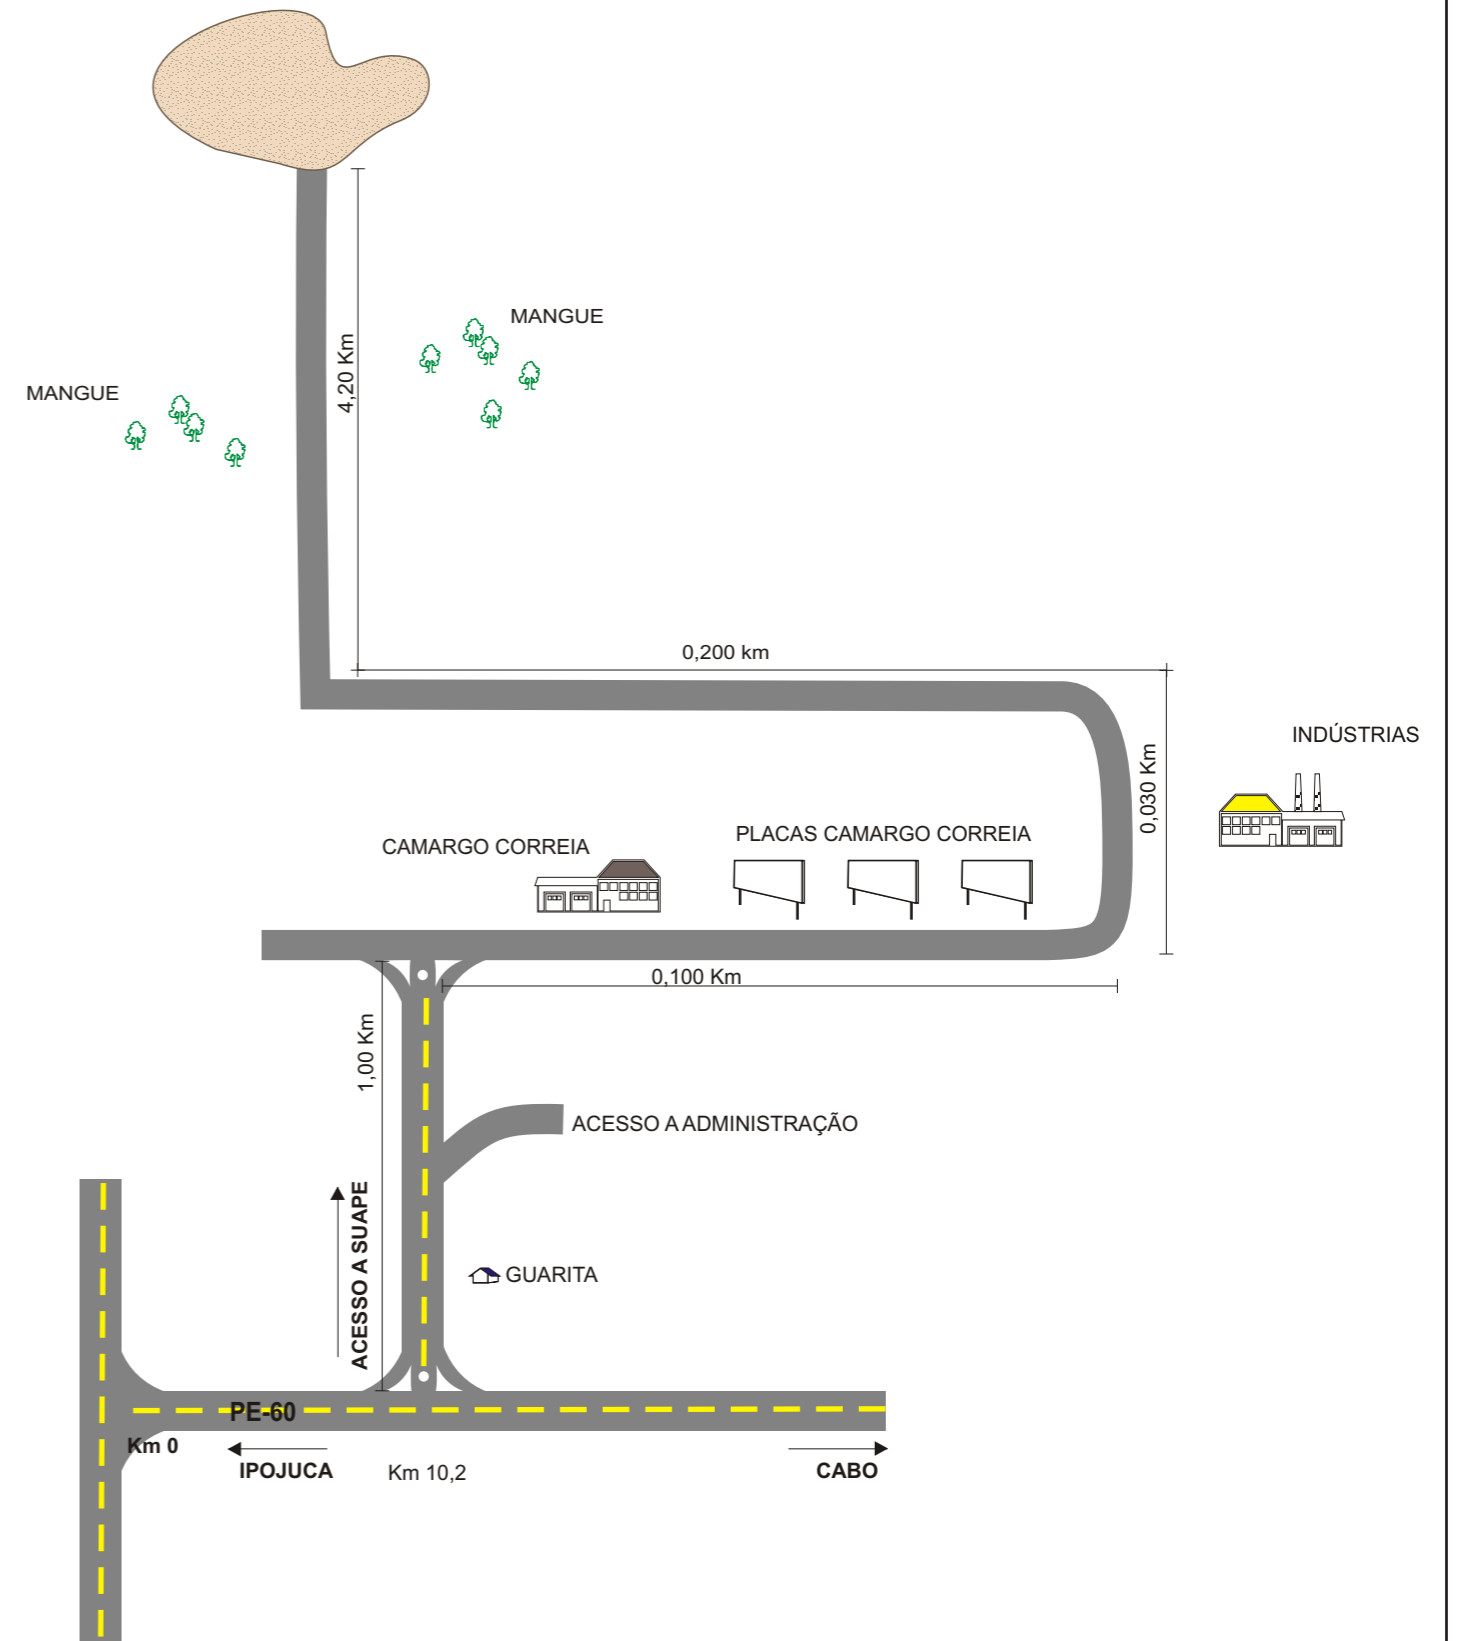 MANGUE
4,20 Km
MANGUE
0,200 km
INDÚSTRIAS
0,030 Km
PLACAS CAMARGO CORREIA
CAMARGO CORREIA
0,100 Km
1,00 Km
ACESSO A ADMINISTRAÇÃO
ACESSO A SUAPE
GUARITA
PE-60
Km 0
IPOJUCA
Km 10,2
CABO